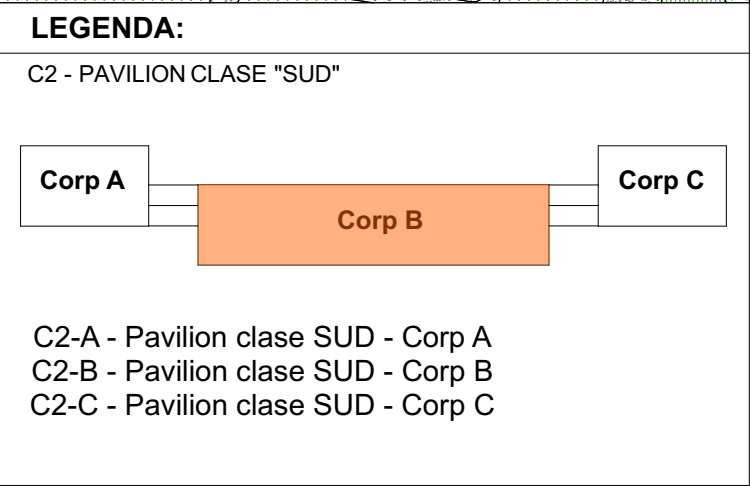 LEGENDA:
C2 - PAVILION CLASE "SUD"
Corp A
Corp B
Corp C
C2-A - Pavilion clase SUD - Corp A
C2-B - Pavilion clase SUD - Corp B
C2-C - Pavilion clase SUD - Corp C